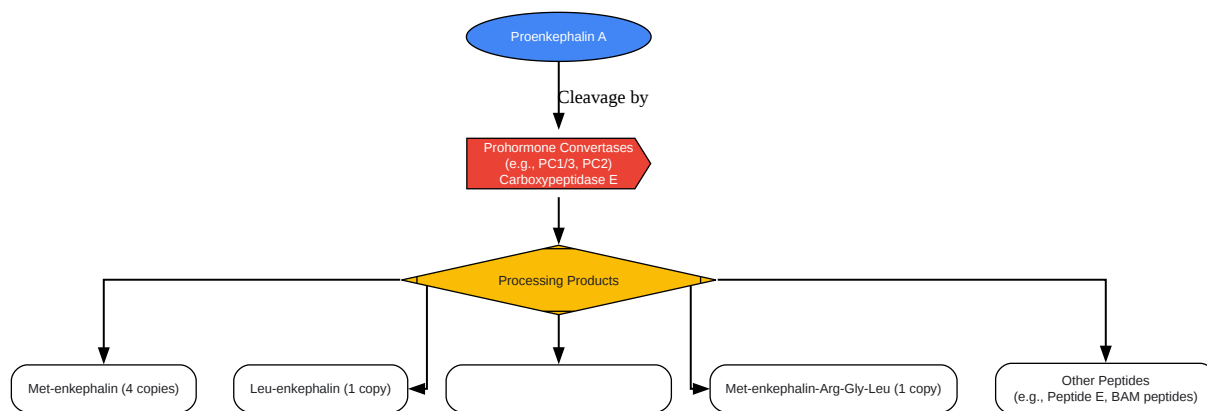 Proenkephalin A
Cleavage by
Prohormone Convertases
(e.g., PC1/3, PC2)
Carboxypeptidase E
Processing Products
Met-enkephalin (4 copies)
Leu-enkephalin (1 copy)
Met-enkephalin-Arg-Gly-Leu (1 copy)
Other Peptides
(e.g., Peptide E, BAM peptides)